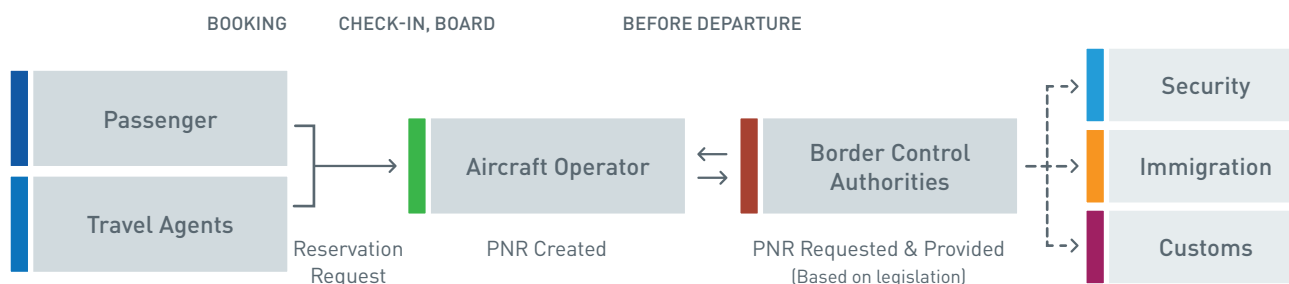 BOOKING
CHECK-IN, BOARD
BEFORE DEPARTURE
Passenger
Travel Agents
Reservation
Request
Aircraft Operator
PNR Created
Border Control
Authorities
PNR Requested & Provided
(Based on legislation)
Security
Immigration
Customs